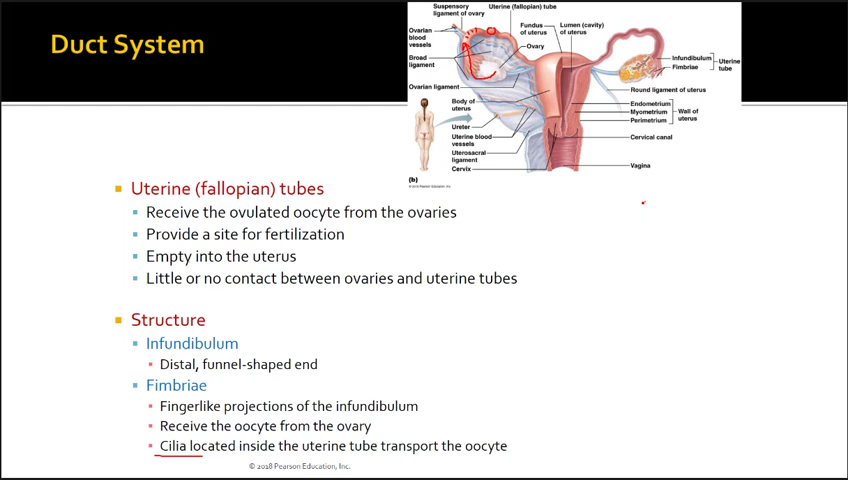 Duct System
Suspensory
ligament of ovary
Uterine (fallopian) tube
Ovarian
blood
vessels
Fundus
of uterus
Lumen (cavity)
of uterus
Ovary
Broad
ligament
Infundibulum
Fimbriae
Uterine
tube
Ovarian ligament
Round ligament of uterus
Body of
uterus
Endometrium
Myometrium
Perimetrium
Wall of
uterus
Ureter
Uterine blood
vessels
Cervical canal
Uterosacral
ligament
Cervix
Vagina
(b)
© 2018 Pearson Education, Inc.
Uterine (fallopian) tubes
Receive the ovulated oocyte from the ovaries
Provide a site for fertilization
Empty into the uterus
Little or no contact between ovaries and uterine tubes
Structure
Infundibulum
Distal, funnel-shaped end
Fimbriae
Fingerlike projections of the infundibulum
Receive the oocyte from the ovary
Cilia located inside the uterine tube transport the oocyte
© 2018 Pearson Education, Inc.